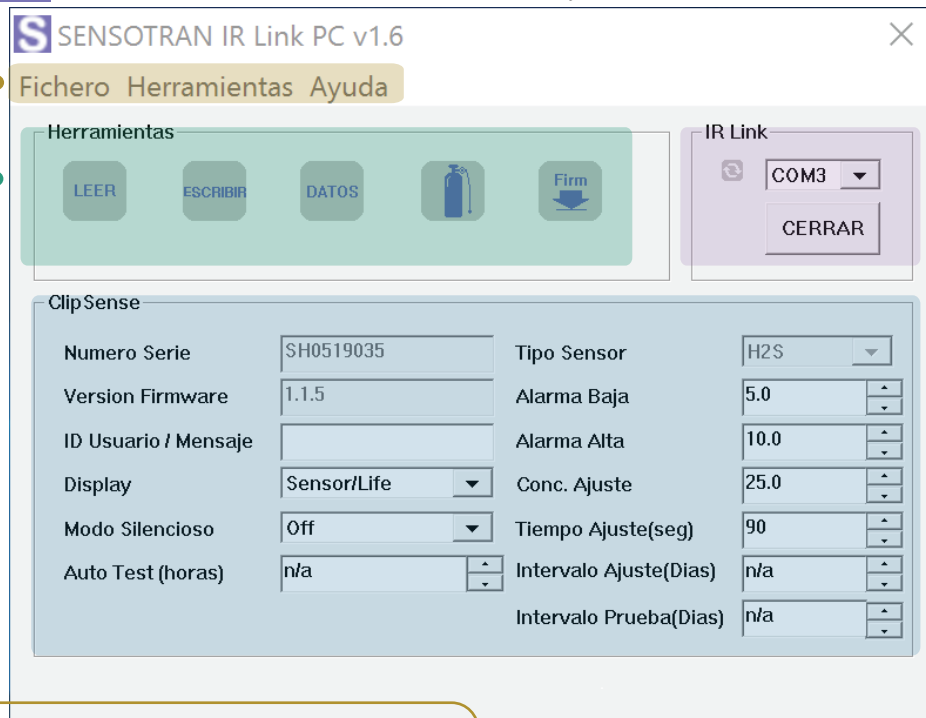 S SENSOTRAN IR Link PC v1.6
Fichero Herramientas Ayuda
Herramientas
LEER ESCRIBIR DATOS Firm
IR Link
COM3
CERRAR
ClipSense
Numero Serie SH0519035
Version Firmware 1.1.5
ID Usuario / Mensaje
Display Sensor/Life
Modo Silencioso Off
Auto Test (horas) n/a
Tipo Sensor H2S
Alarma Baja 5.0
Alarma Alta 10.0
Conc. Ajuste 25.0
Tiempo Ajuste(seg) 90
Intervalo Ajuste(Dias) n/a
Intervalo Prueba(Dias) n/a